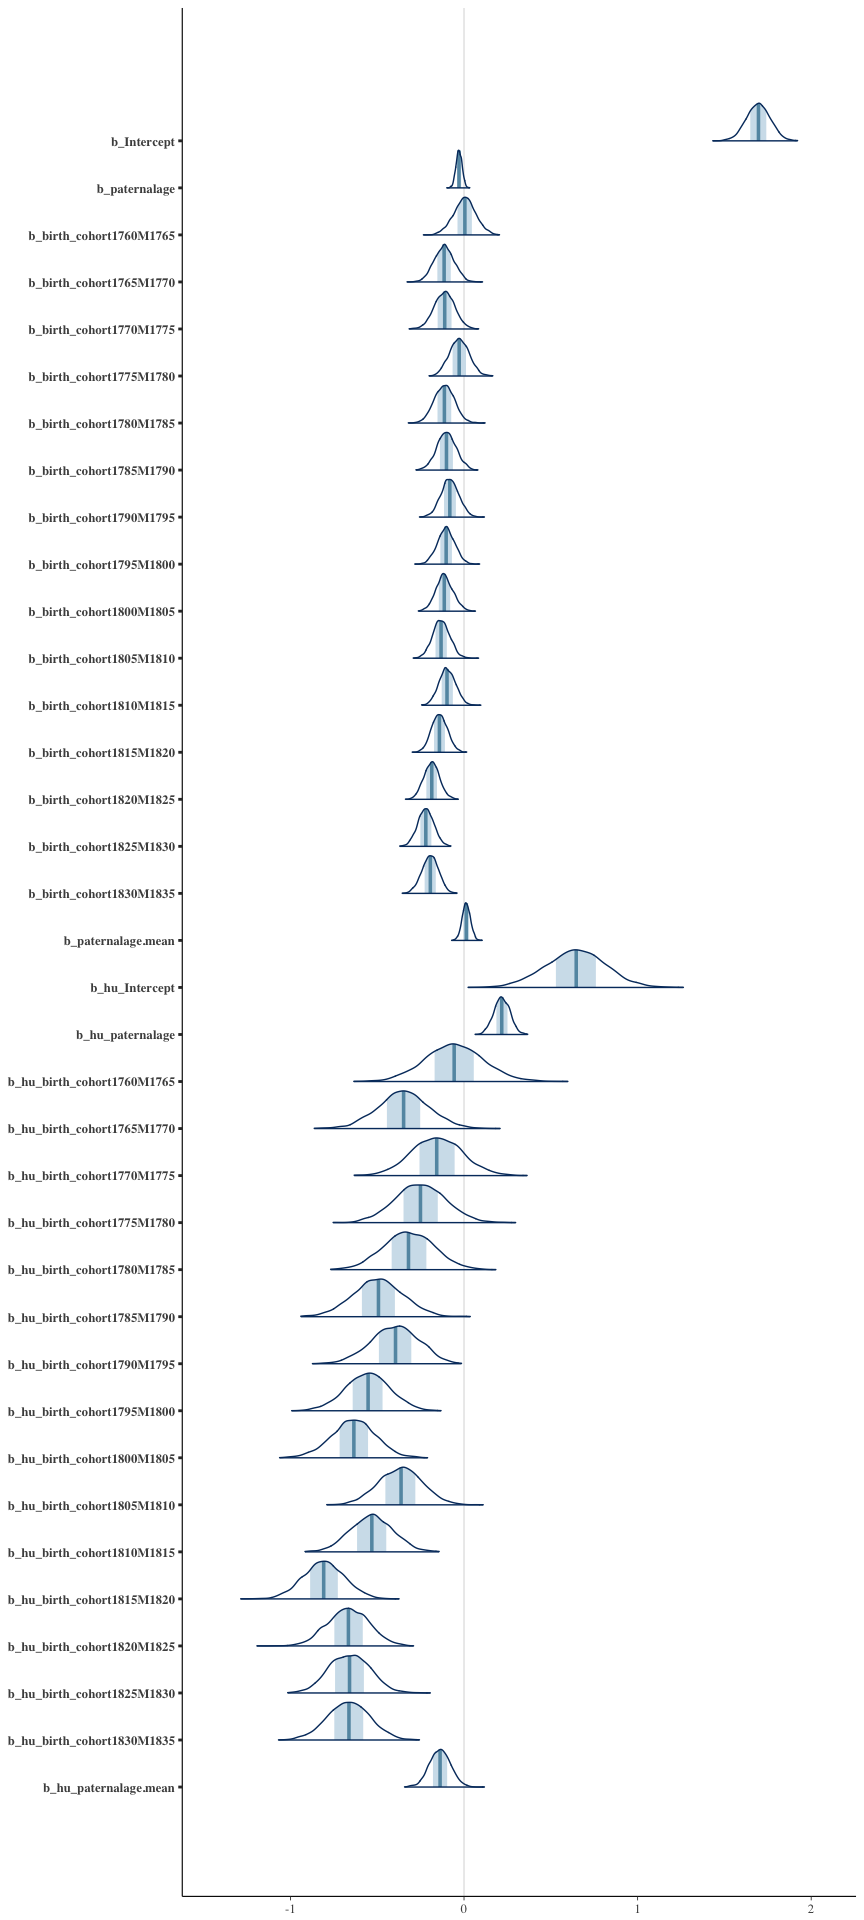 b_Intercept
b_paternalage
b_birth_cohort1760M1765
b_birth_cohort1765M1770
b_birth_cohort1770M1775
b_birth_cohort1775M1780
b_birth_cohort1780M1785
b_birth_cohort1785M1790
b_birth_cohort1790M1795
b_birth_cohort1795M1800
b_birth_cohort1800M1805
b_birth_cohort1805M1810
b_birth_cohort1810M1815
b_birth_cohort1815M1820
b_birth_cohort1820M1825
b_birth_cohort1825M1830
b_birth_cohort1830M1835
b_paternalage.mean
b_hu_Intercept
b_hu_paternalage
b_hu_birth_cohort1760M1765
b_hu_birth_cohort1765M1770
b_hu_birth_cohort1770M1775
b_hu_birth_cohort1775M1780
b_hu_birth_cohort1780M1785
b_hu_birth_cohort1785M1790
b_hu_birth_cohort1790M1795
b_hu_birth_cohort1795M1800
b_hu_birth_cohort1800M1805
b_hu_birth_cohort1805M1810
b_hu_birth_cohort1810M1815
b_hu_birth_cohort1815M1820
b_hu_birth_cohort1820M1825
b_hu_birth_cohort1825M1830
b_hu_birth_cohort1830M1835
b_hu_paternalage.mean
-1 0 1 2